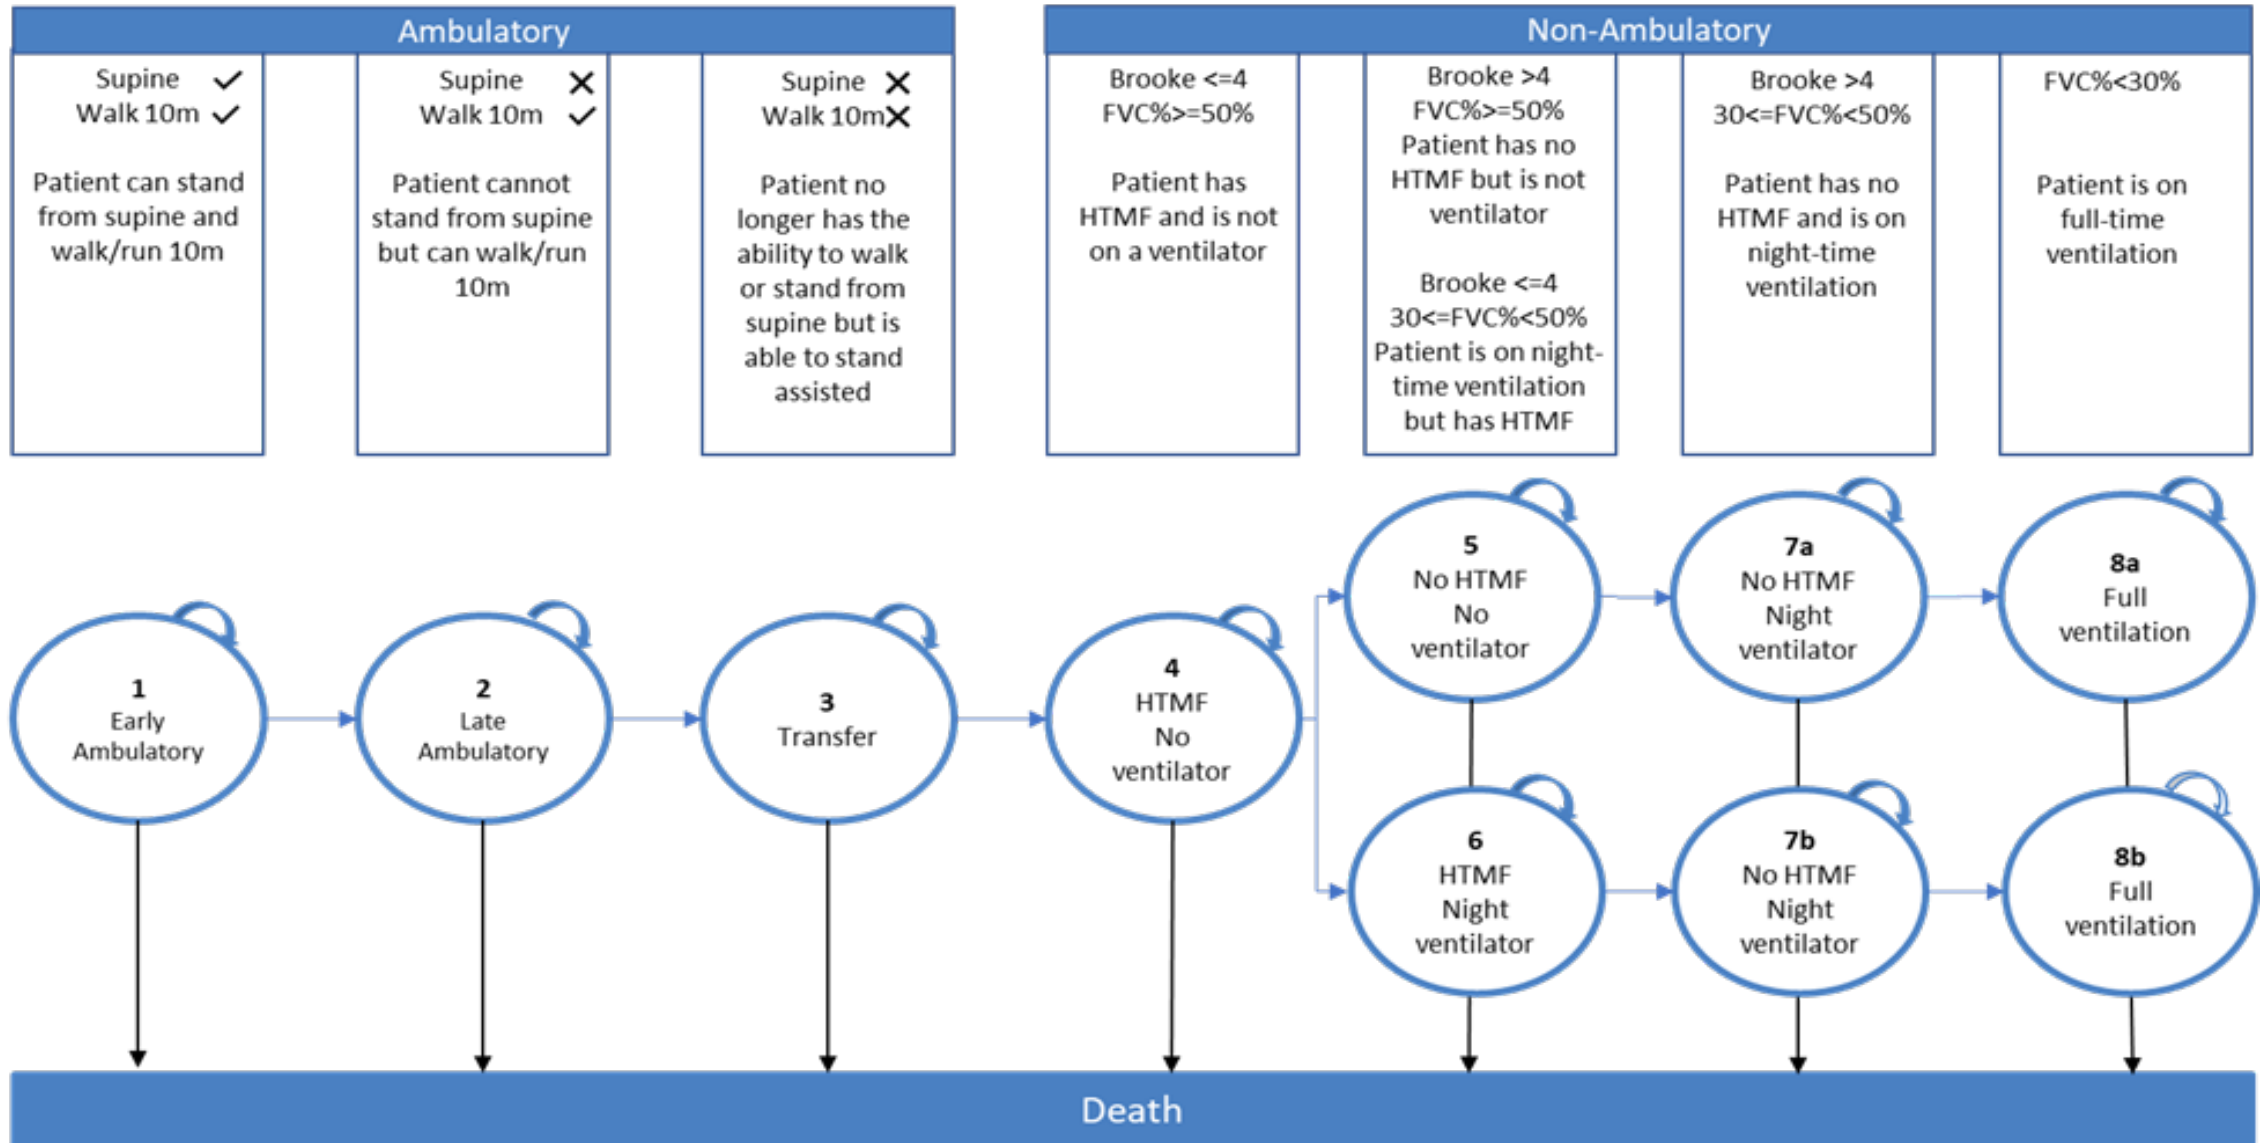 Ambulatory
Supine ✓
Walk 10m ✓
Patient can stand
from supine and
walk/run 10m
Supine ✕
Walk 10m ✓
Patient cannot
stand from supine
but can walk/run
10m
Supine ✕
Walk 10m✕
Patient no
longer has the
ability to walk
or stand from
supine but is
able to stand
assisted
Non-Ambulatory
Brooke <=4
FVC%>=50%
Patient has
HTMF and is not
on a ventilator
Brooke >4
FVC%>=50%
Patient has no
HTMF but is not
ventilator
Brooke <=4
30<=FVC%<50%
Patient is on night-
time ventilation
but has HTMF
Brooke >4
30<=FVC%<50%
Patient has no
HTMF and is on
night-time
ventilation
FVC%<30%
Patient is on
full-time
ventilation
1
Early
Ambulatory
2
Late
Ambulatory
3
Transfer
4
HTMF
No
ventilator
5
No HTMF
No
ventilator
7a
No HTMF
Night
ventilator
8a
Full
ventilation
6
HTMF
Night
ventilator
7b
No HTMF
Night
ventilator
8b
Full
ventilation
Death